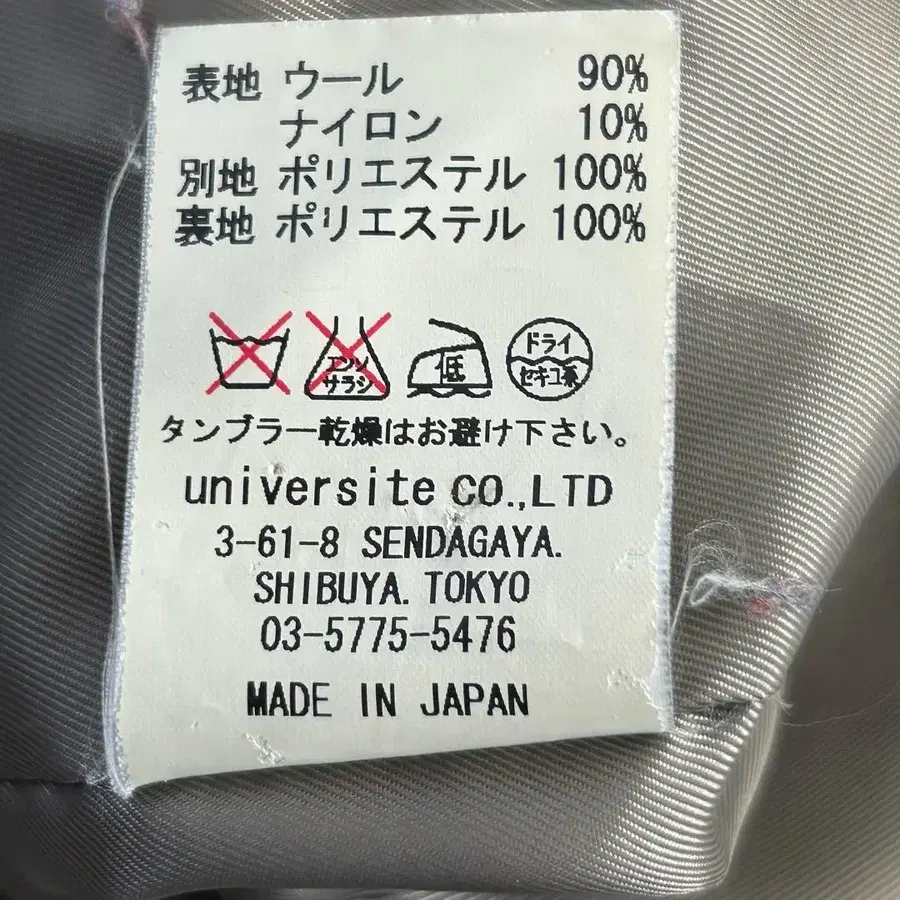 表地 ウール 90%
ナイロン 10%
別地 ポリエステル 100%
裏地 ポリエステル 100%
エンソ
サラシ
低
ドライ
セキユ系
タンブラー乾燥はお避け下さい。
universite CO.,LTD
3-61-8 SENDAGAYA.
SHIBUYA. TOKYO
03-5775-5476
MADE IN JAPAN